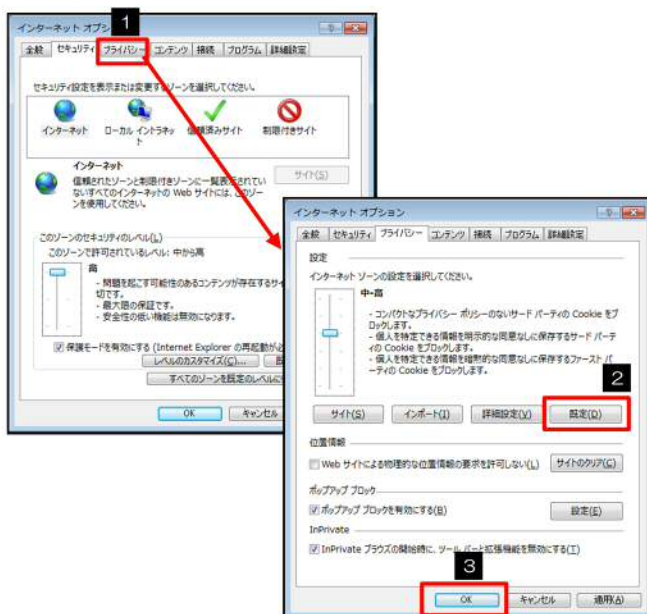 1
インターネット オプシ
全般 セキュリティ プライバシー コンテンツ 接続 プログラム 詳細設定
セキュリティ設定を表示または変更するゾーンを選択してください。
インターネット ローカル イントラネット 信頼済みサイト 制限付きサイト
インターネット
信頼されたゾーンと制限付きゾーンに一覧表示されてい
ないすべてのインターネットの Web サイトには、このゾー
ンを使用してください。
サイト(S)
このゾーンのセキュリティのレベル(L)
このゾーンで許可されているレベル: 中から高
高
- 問題を起こす可能性のあるコンテンツが存在するサイ
切です。
- 最大限の保証です。
- 安全性の低い機能は無効になります。
保護モードを有効にする (Internet Explorer の再起動が必
レベルのカスタマイズ(C)...
すべてのゾーンを既定のレベルに
OK キャンセル
インターネット オプション
全般 セキュリティ プライバシー コンテンツ 接続 プログラム 詳細設定
設定
インターネット ゾーンの設定を選択してください。
中-高
- コンパクトなプライバシー ポリシーのないサード パーティの Cookie をブ
ロックします。
- 個人を特定できる情報を明示的な同意なしに保存するサード パーテ
ィの Cookie をブロックします。
- 個人を特定できる情報を暗黙的な同意なしに保存するファースト パ
ーティの Cookie をブロックします。
2
サイト(S) インポート(I) 詳細設定(V) 既定(D)
位置情報
Web サイトによる物理的な位置情報の要求を許可しない(L) サイトのクリア(C)
ポップアップ ブロック
ポップアップ ブロックを有効にする(B) 設定(E)
InPrivate
InPrivate ブラウズの開始時に、ツール バーと拡張機能を無効にする(T)
3
OK キャンセル 適用(A)